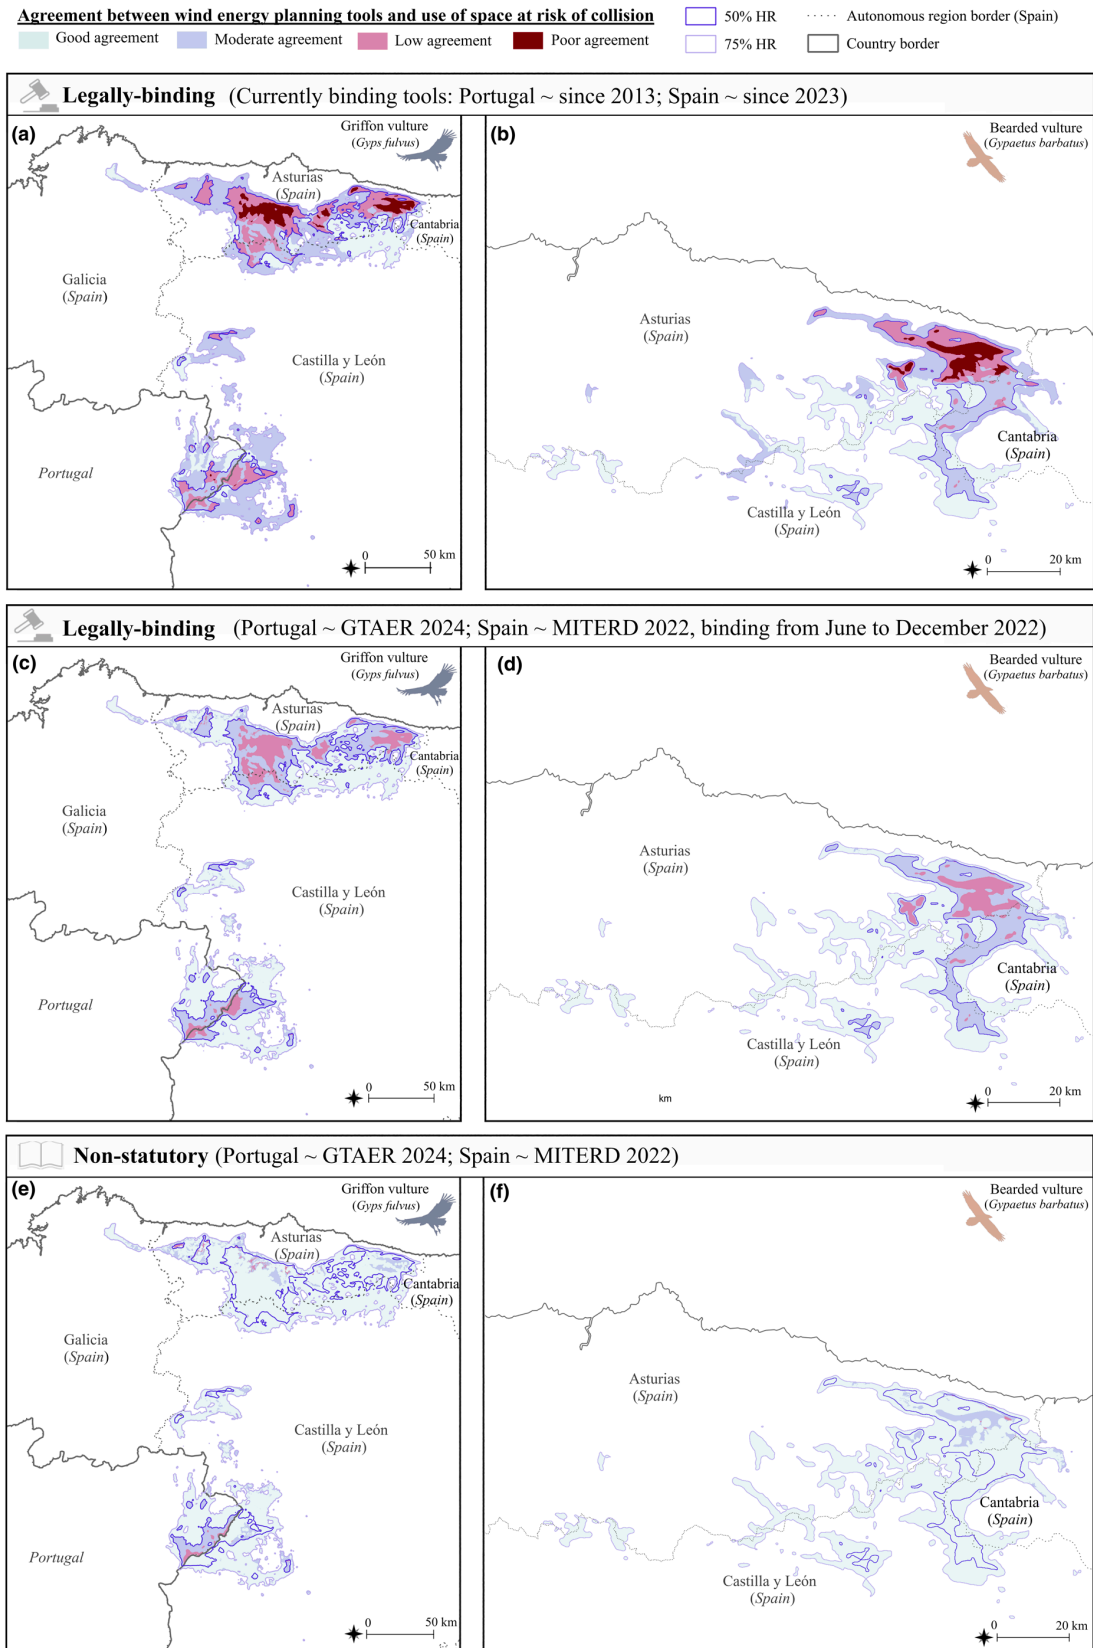 Agreement between wind energy planning tools and use of space at risk of collision
Good agreement
Moderate agreement
Low agreement
Poor agreement
50% HR
75% HR
Autonomous region border (Spain)
Country border
Legally-binding (Currently binding tools: Portugal ~ since 2013; Spain ~ since 2023)
(a)
Griffon vulture
(Gyps fulvus)
Asturias
(Spain)
Cantabria
(Spain)
Galicia
(Spain)
Castilla y León
(Spain)
Portugal
0 50 km
(b)
Bearded vulture
(Gypaetus barbatus)
Asturias
(Spain)
Cantabria
(Spain)
Castilla y León
(Spain)
0 20 km
Legally-binding (Portugal ~ GTAER 2024; Spain ~ MITERD 2022, binding from June to December 2022)
(c)
Griffon vulture
(Gyps fulvus)
Asturias
(Spain)
Cantabria
(Spain)
Galicia
(Spain)
Castilla y León
(Spain)
Portugal
0 50 km
(d)
Bearded vulture
(Gypaetus barbatus)
Asturias
(Spain)
Cantabria
(Spain)
Castilla y León
(Spain)
km
0 20 km
Non-statutory (Portugal ~ GTAER 2024; Spain ~ MITERD 2022)
(e)
Griffon vulture
(Gyps fulvus)
Asturias
(Spain)
Cantabria
(Spain)
Galicia
(Spain)
Castilla y León
(Spain)
Portugal
0 50 km
(f)
Bearded vulture
(Gypaetus barbatus)
Asturias
(Spain)
Cantabria
(Spain)
Castilla y León
(Spain)
0 20 km